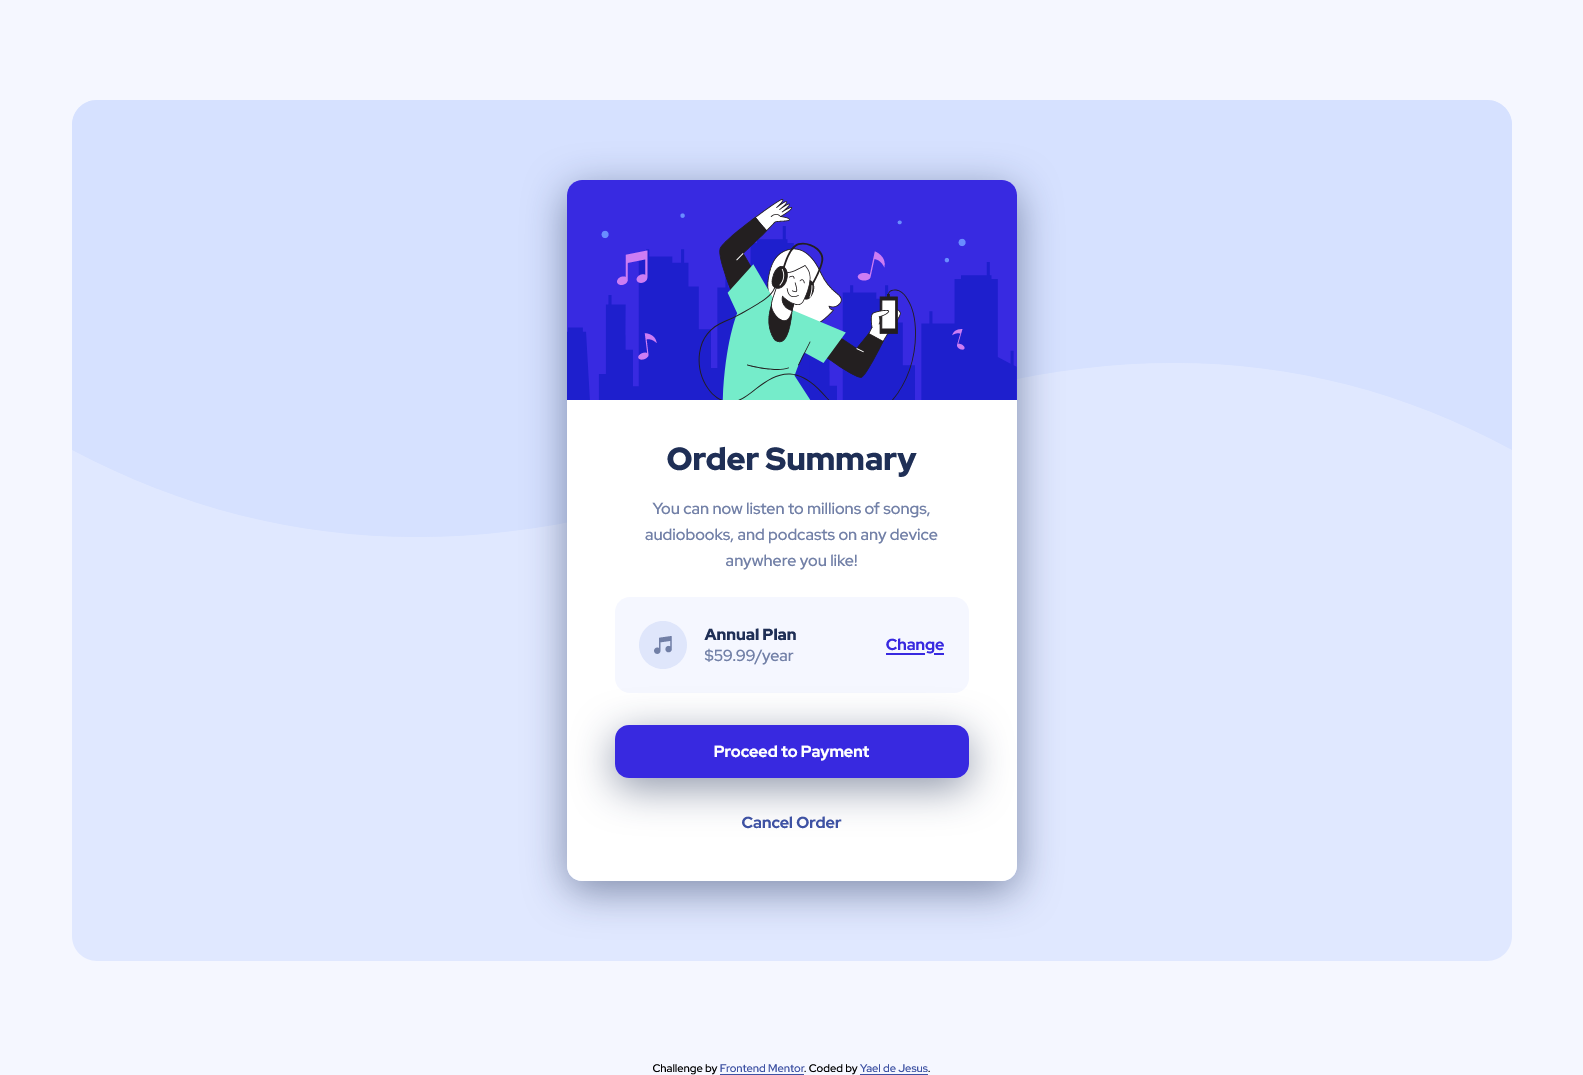 Order Summary
You can now listen to millions of songs,
audiobooks, and podcasts on any device
anywhere you like!
Annual Plan
$59.99/year
Change
Proceed to Payment
Cancel Order
Challenge by Frontend Mentor. Coded by Yael de Jesus.